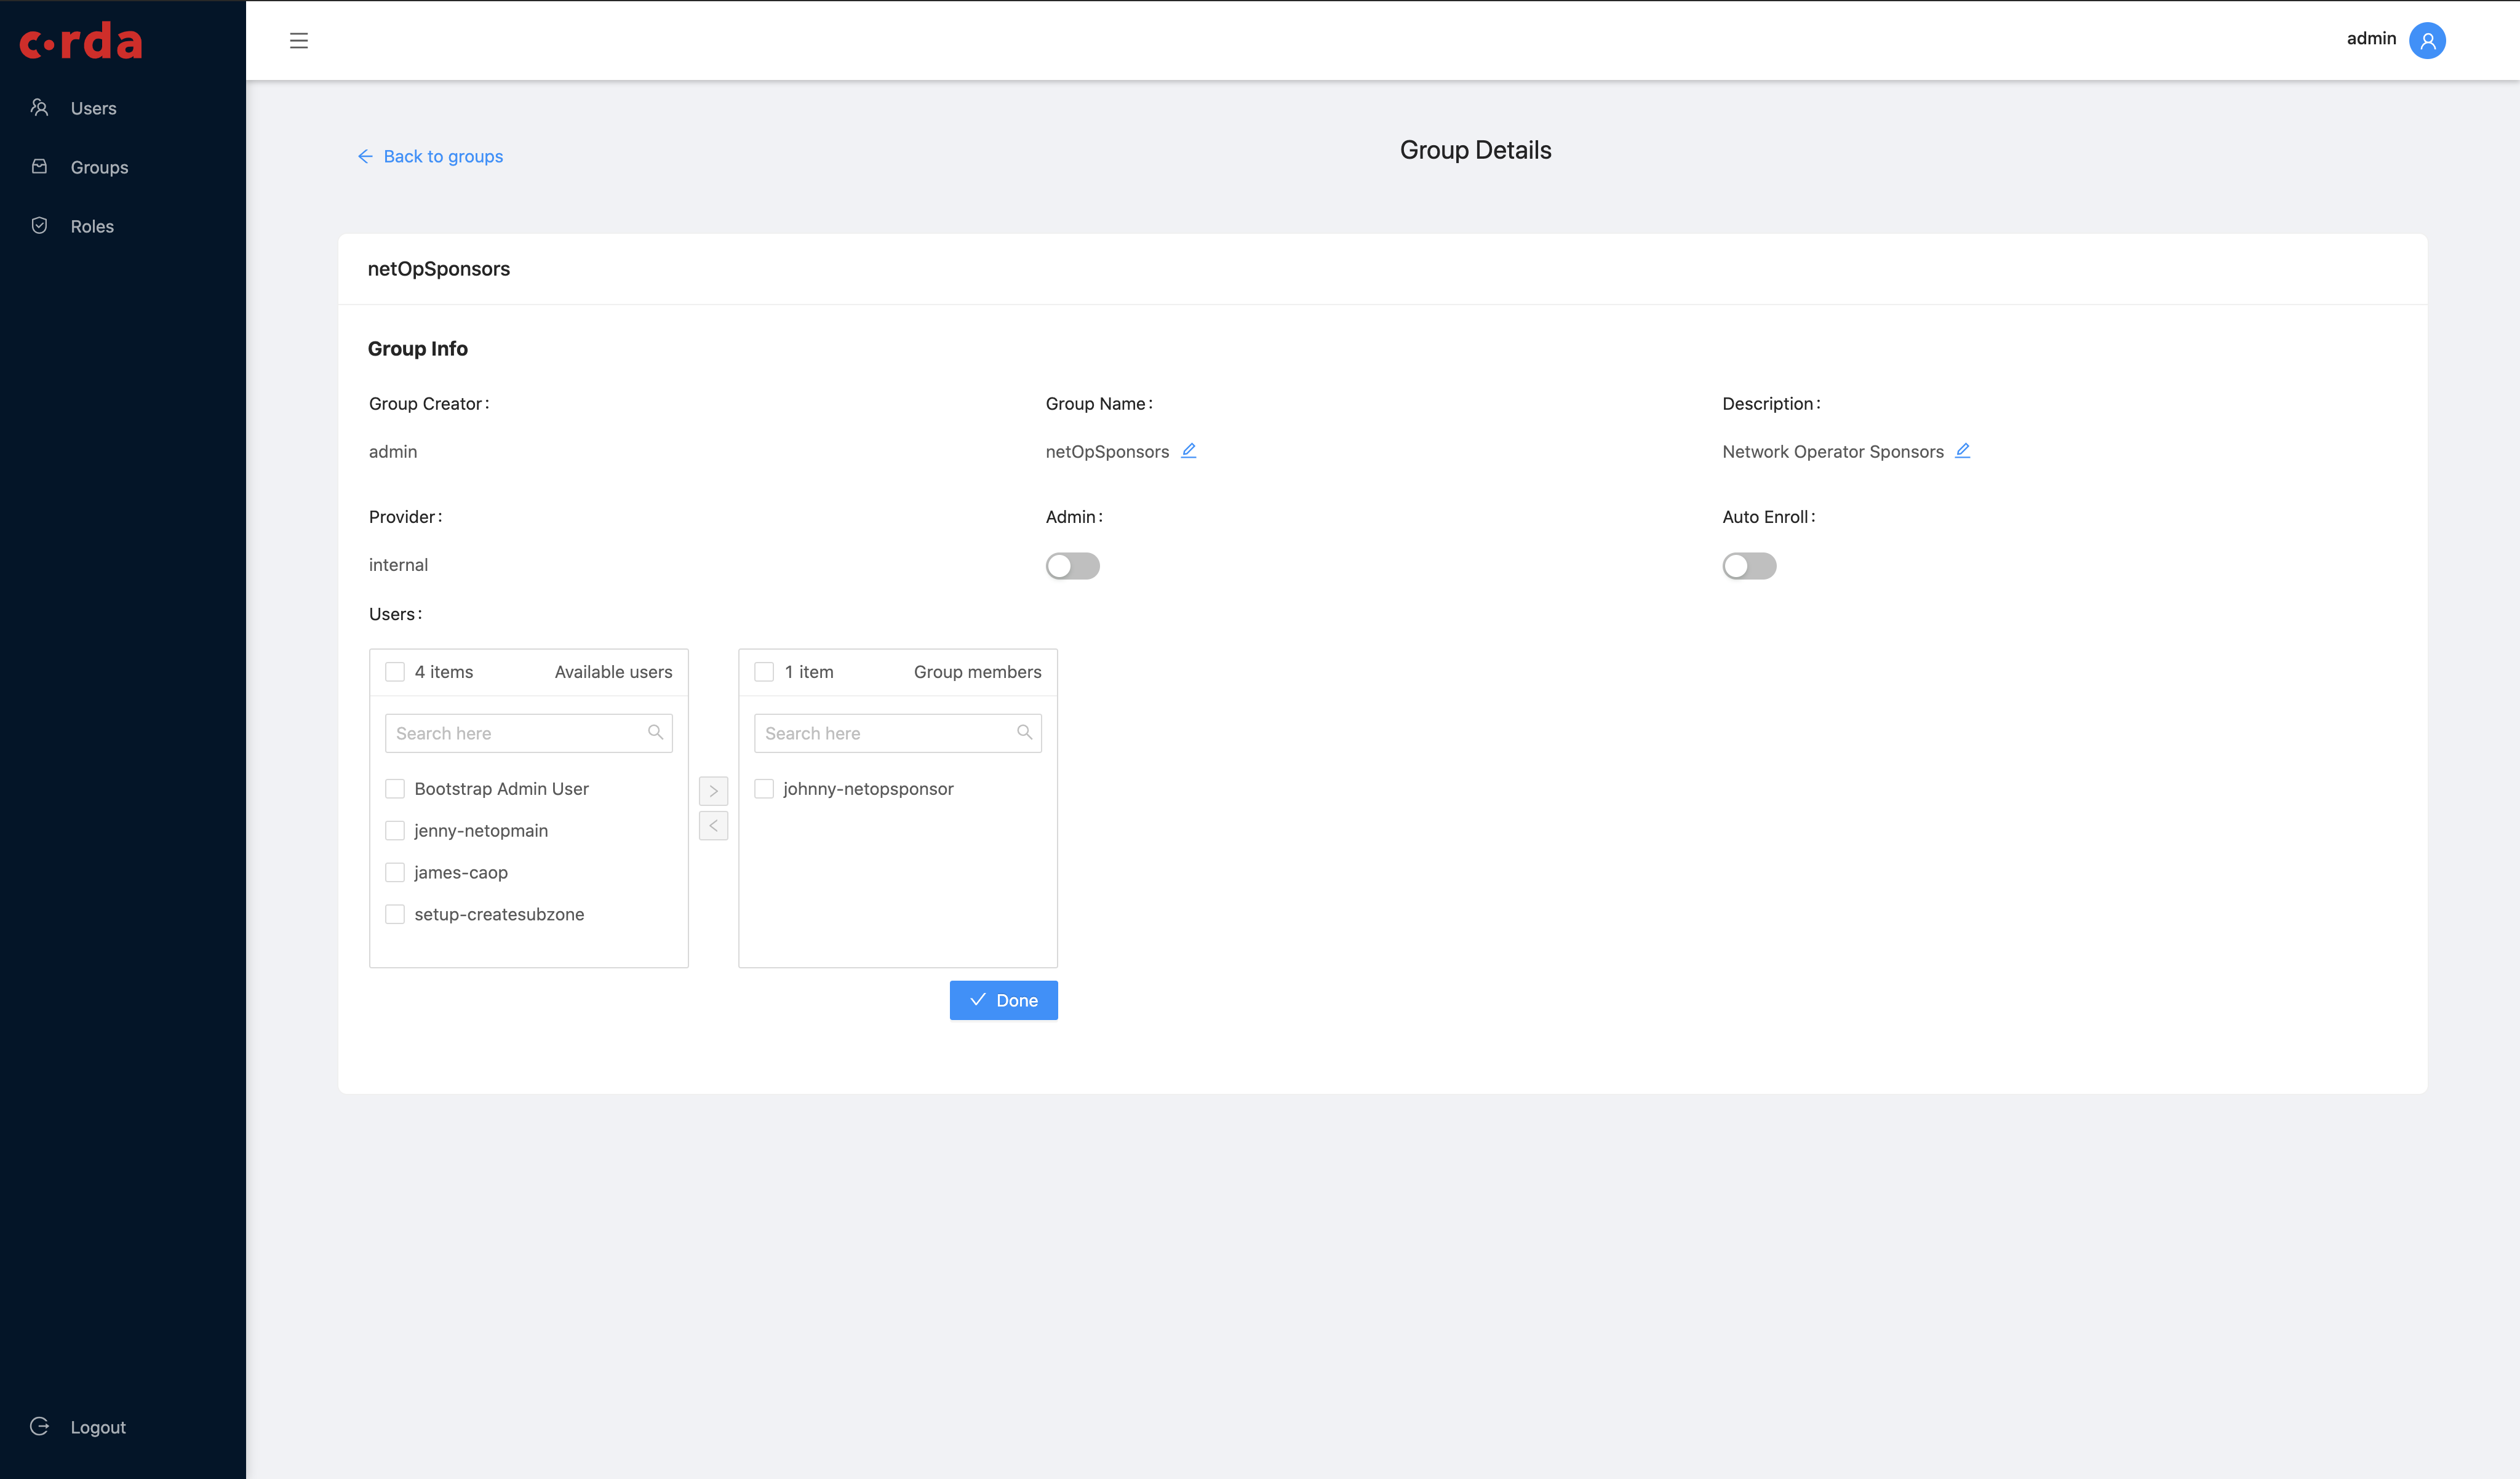 corda
admin
Users
Groups
Roles
Back to groups
Group Details
netOpSponsors
Group Info
Group Creator:
Group Name:
Description:
admin
netOpSponsors
Network Operator Sponsors
Provider:
Admin:
Auto Enroll:
internal
Users:
4 items Available users
Search here
Bootstrap Admin User
jenny-netopmain
james-caop
setup-createsubzone
1 item Group members
Search here
johnny-netopsponsor
Done
Logout